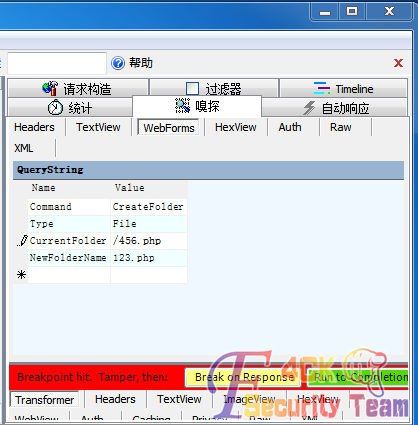 帮助
请求构造 过滤器 Timeline
统计 嗅探 自动响应
Headers TextView WebForms HexView Auth Raw
XML
QueryString
Name Value
Command CreateFolder
Type File
CurrentFolder /456.php
NewFolderName 123.php
Breakpoint hit. Tamper, then: Break on Response Run to Completion
Transformer Headers TextView ImageView HexView
WebView Auth Caching Privacy Raw XML
F4CK
Security Team